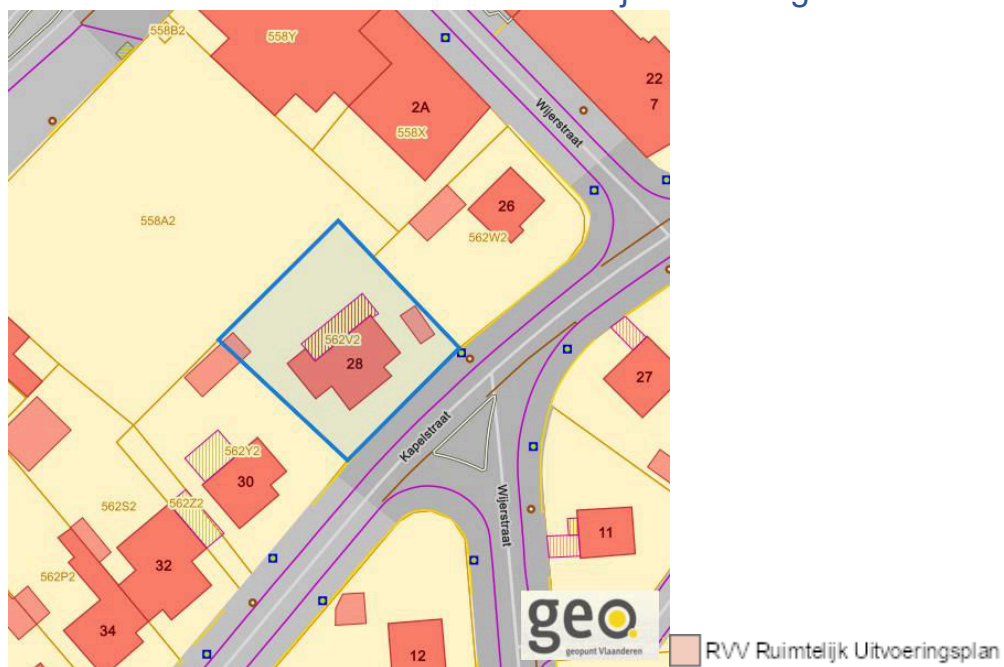 558B2
558Y
22
7
2A
558X
Wijerstraat
26
562W2
558A2
562V2
28
27
Kapelstraat
562Y2
30
Wijerstraat
562S2
562Z2
11
32
562P2
34
12
geo.
geopunt Vlaanderen
RVV Ruimtelijk Uitvoeringsplan